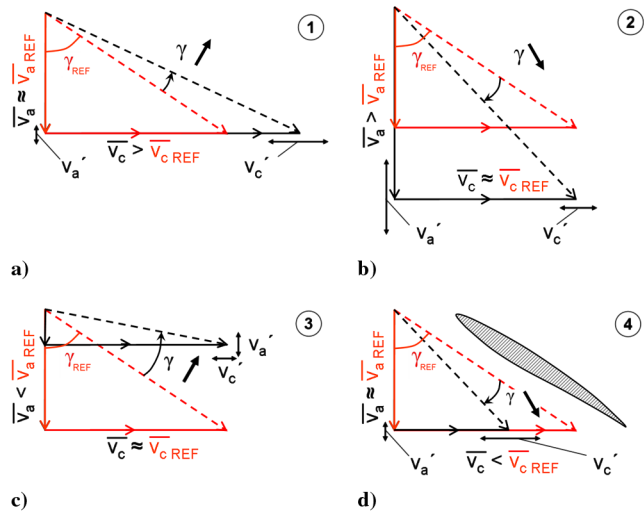 1
γ
γREF
v̅a ≈ v̅a REF
v̅c > v̅c REF
va´
vc´
a)
2
γ
γREF
v̅a > v̅a REF
v̅c ≈ v̅c REF
va´
vc´
b)
3
γREF
γ
va´
vc´
v̅a < v̅a REF
v̅c ≈ v̅c REF
c)
4
γREF
γ
v̅a ≈ v̅a REF
v̅c < v̅c REF
va´
vc´
d)